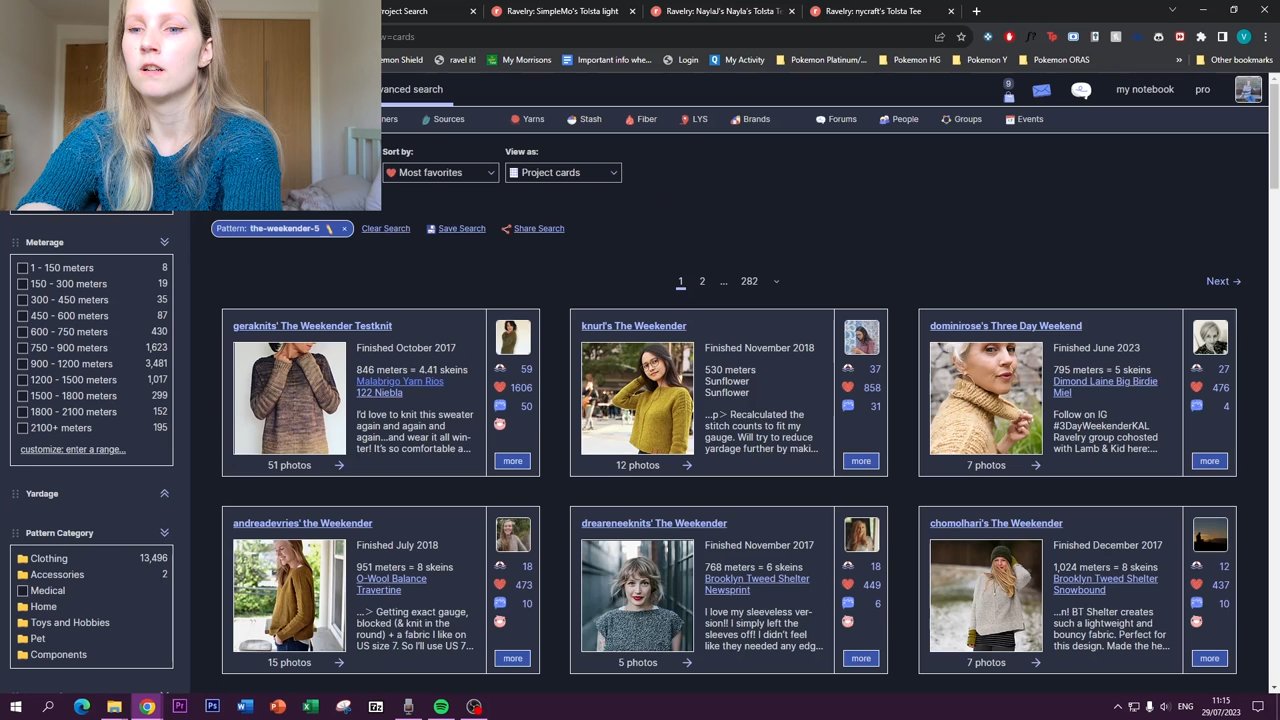 roject Search
Ravelry: SimpleMo's Tolsta light
Ravelry: NaylaJ's Nayla's Tolsta T
Ravelry: nycraft's Tolsta Tee
w=cards
okemon Shield
ravel it!
My Morrisons
Important info whe...
Login
My Activity
Pokemon Platinum/...
Pokemon HG
Pokemon Y
Pokemon ORAS
Other bookmarks
vanced search
9
my notebook
pro
ners
Sources
Yarns
Stash
Fiber
LYS
Brands
Forums
People
Groups
Events
Sort by:
View as:
Most favorites
Project cards
Pattern: the-weekender-5
Clear Search
Save Search
Share Search
Meterage
1 - 150 meters 8
150 - 300 meters 19
300 - 450 meters 35
450 - 600 meters 87
600 - 750 meters 430
750 - 900 meters 1,623
900 - 1200 meters 3,481
1200 - 1500 meters 1,017
1500 - 1800 meters 299
1800 - 2100 meters 152
2100+ meters 195
customize: enter a range...
Yardage
Pattern Category
Clothing 13,496
Accessories 2
Medical
Home
Toys and Hobbies
Pet
Components
1 2 ... 282
Next →
geraknits' The Weekender Testknit
Finished October 2017
846 meters = 4.41 skeins
Malabrigo Yarn Rios
122 Niebla
I'd love to knit this sweater
again and again and
again...and wear it all win-
ter! It's so comfortable a...
51 photos
59
1606
50
more
knurl's The Weekender
Finished November 2018
530 meters
Sunflower
Sunflower
...p> Recalculated the
stitch counts to fit my
gauge. Will try to reduce
yardage further by maki...
12 photos
37
858
31
more
dominirose's Three Day Weekend
Finished June 2023
795 meters = 5 skeins
Dimond Laine Big Birdie
Miel
Follow on IG
#3DayWeekenderKAL
Ravelry group cohosted
with Lamb & Kid here:...
7 photos
27
476
4
more
andreadevries' the Weekender
Finished July 2018
951 meters = 8 skeins
O-Wool Balance
Travertine
...> Getting exact gauge,
blocked (& knit in the
round) + a fabric I like on
US size 7. So I'll use US 7...
15 photos
18
473
10
more
dreareneeknits' The Weekender
Finished November 2017
768 meters = 6 skeins
Brooklyn Tweed Shelter
Newsprint
I love my sleeveless ver-
sion!! I simply left the
sleeves off! I didn't feel
like they needed any edg...
5 photos
18
449
6
more
chomolhari's The Weekender
Finished December 2017
1,024 meters = 8 skeins
Brooklyn Tweed Shelter
Snowbound
...n! BT Shelter creates
such a lightweight and
bouncy fabric. Perfect for
this design. Made the he...
7 photos
12
437
10
more
ENG
11:15
29/07/2023